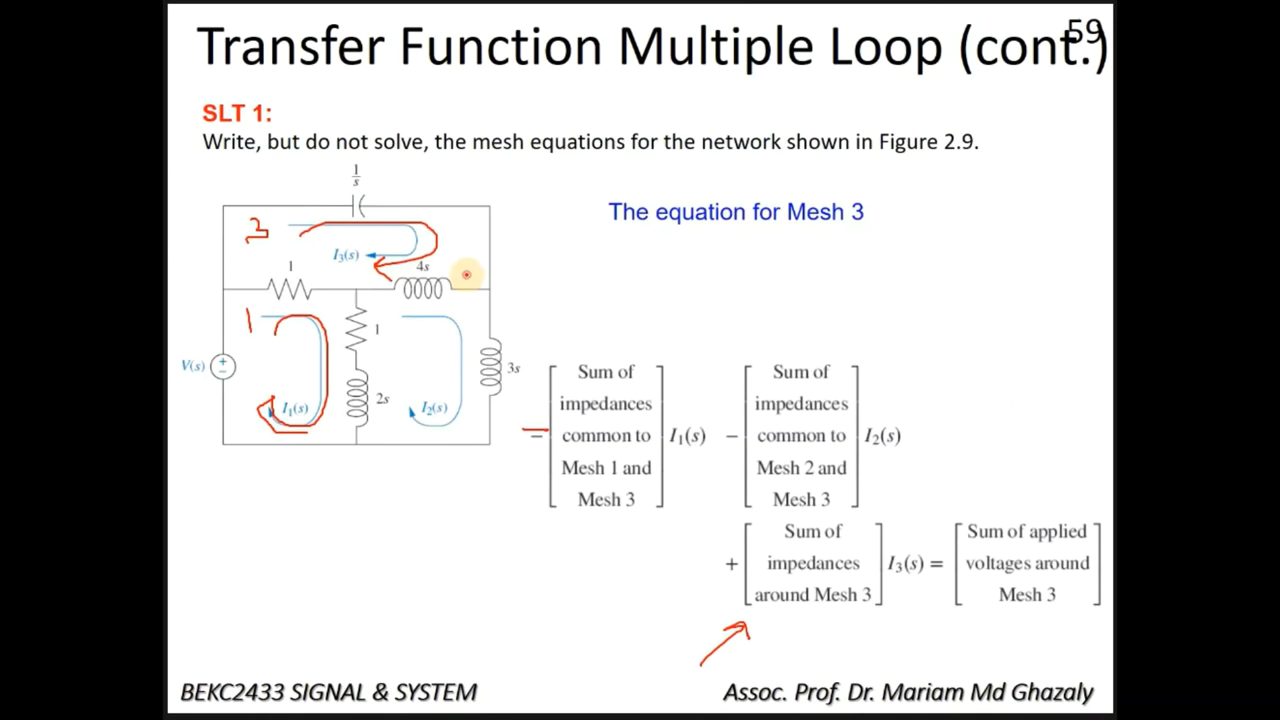 59
Transfer Function Multiple Loop (cont.)
SLT 1:
Write, but do not solve, the mesh equations for the network shown in Figure 2.9.
1
s
The equation for Mesh 3
3
I₃(s)
1
4s
1
1
V(s)
+
−
3s
I₁(s)
2s
I₂(s)
− [Sum of impedances common to Mesh 1 and Mesh 3] I₁(s) − [Sum of impedances common to Mesh 2 and Mesh 3] I₂(s)
+ [Sum of impedances around Mesh 3] I₃(s) = [Sum of applied voltages around Mesh 3]
BEKC2433 SIGNAL & SYSTEM
Assoc. Prof. Dr. Mariam Md Ghazaly